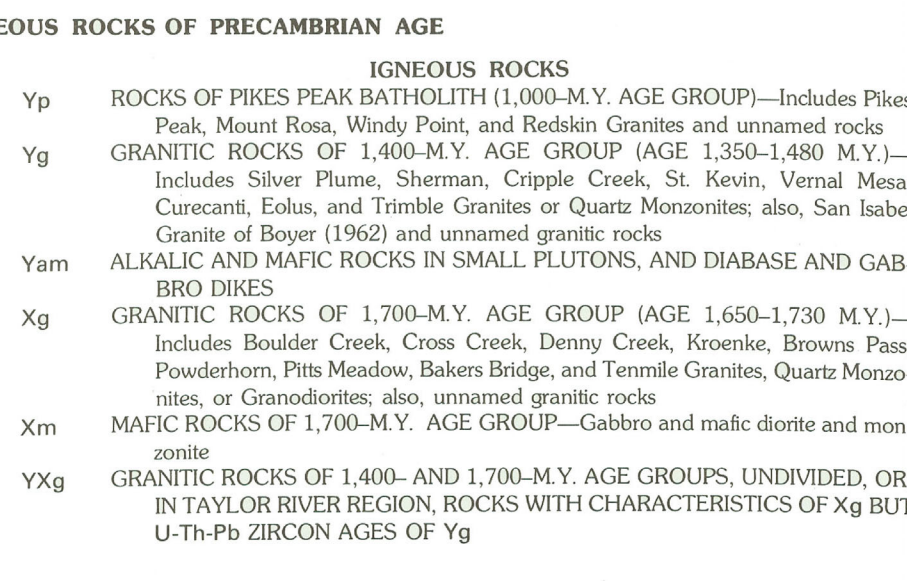 EOUS ROCKS OF PRECAMBRIAN AGE
IGNEOUS ROCKS
Yp ROCKS OF PIKES PEAK BATHOLITH (1,000–M.Y. AGE GROUP)—Includes Pikes
Peak, Mount Rosa, Windy Point, and Redskin Granites and unnamed rocks
Yg GRANITIC ROCKS OF 1,400–M.Y. AGE GROUP (AGE 1,350–1,480 M.Y.)—
Includes Silver Plume, Sherman, Cripple Creek, St. Kevin, Vernal Mesa
Curecanti, Eolus, and Trimble Granites or Quartz Monzonites; also, San Isabe
Granite of Boyer (1962) and unnamed granitic rocks
Yam ALKALIC AND MAFIC ROCKS IN SMALL PLUTONS, AND DIABASE AND GAB-
BRO DIKES
Xg GRANITIC ROCKS OF 1,700–M.Y. AGE GROUP (AGE 1,650–1,730 M.Y.)—
Includes Boulder Creek, Cross Creek, Denny Creek, Kroenke, Browns Pass
Powderhorn, Pitts Meadow, Bakers Bridge, and Tenmile Granites, Quartz Monzo-
nites, or Granodiorites; also, unnamed granitic rocks
Xm MAFIC ROCKS OF 1,700–M.Y. AGE GROUP—Gabbro and mafic diorite and mon
zonite
YXg GRANITIC ROCKS OF 1,400– AND 1,700–M.Y. AGE GROUPS, UNDIVIDED, OR
IN TAYLOR RIVER REGION, ROCKS WITH CHARACTERISTICS OF Xg BUT
U-Th-Pb ZIRCON AGES OF Yg